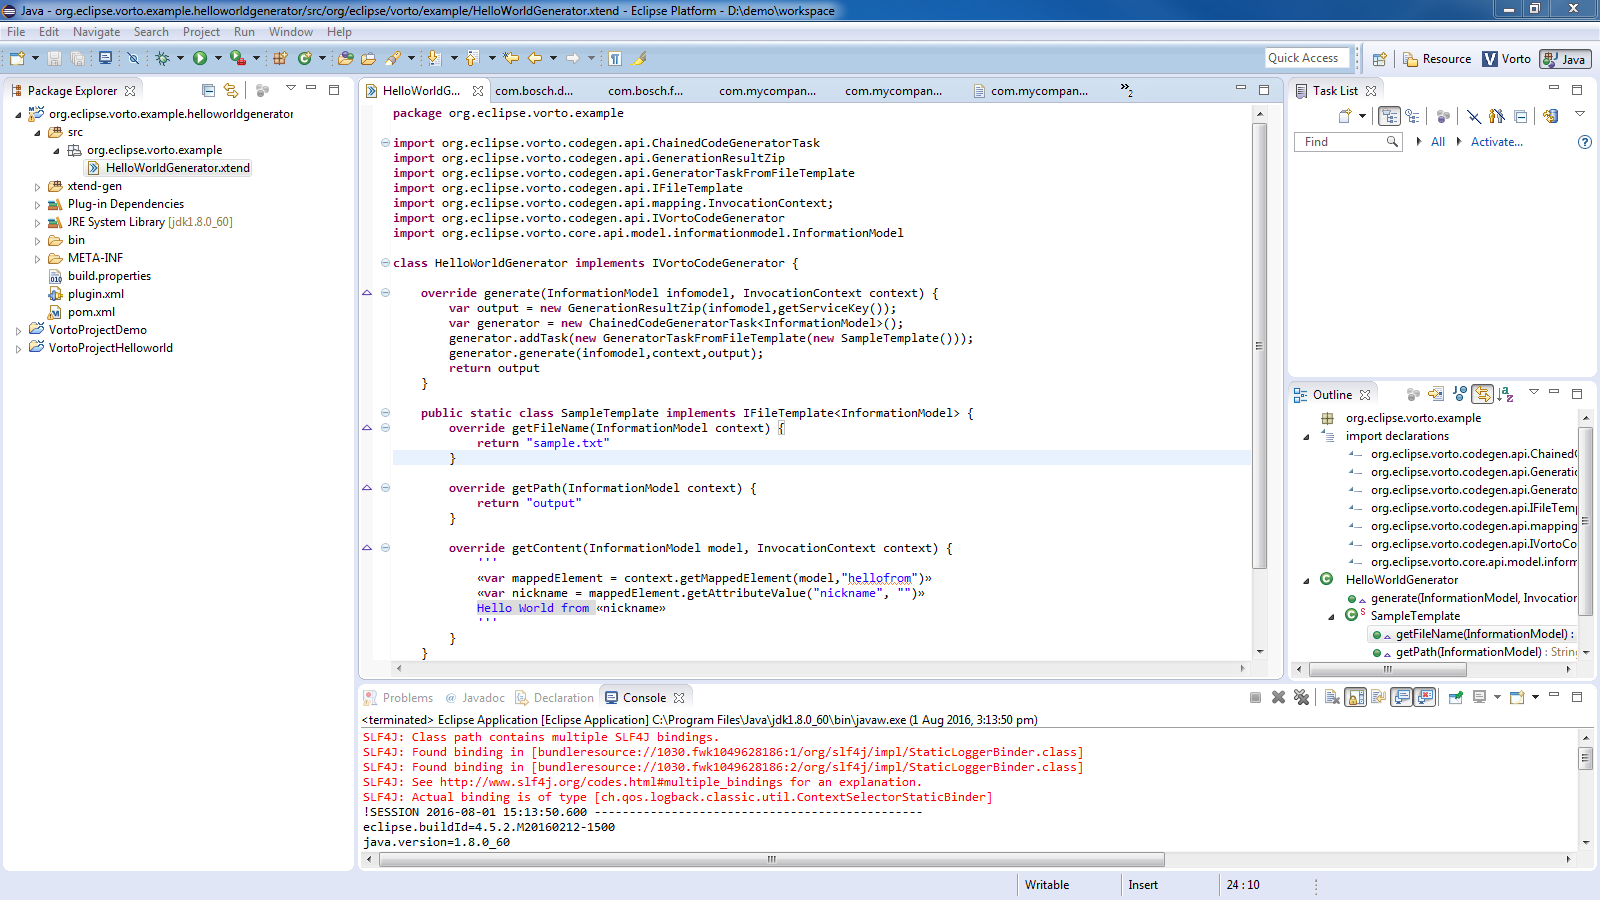 Java - org.eclipse.vorto.example.helloworldgenerator/src/org/eclipse/vorto/example/HelloWorldGenerator.xtend - Eclipse Platform - D:\demo\workspace
File Edit Navigate Search Project Run Window Help
Quick Access Resource Vorto Java
Package Explorer
org.eclipse.vorto.example.helloworldgenerator
src
org.eclipse.vorto.example
HelloWorldGenerator.xtend
xtend-gen
Plug-in Dependencies
JRE System Library [jdk1.8.0_60]
bin
META-INF
build.properties
plugin.xml
pom.xml
VortoProjectDemo
VortoProjectHelloworld
HelloWorldG... com.bosch.d... com.bosch.f... com.mycompan... com.mycompan... com.mycompan... »2
package org.eclipse.vorto.example
import org.eclipse.vorto.codegen.api.ChainedCodeGeneratorTask
import org.eclipse.vorto.codegen.api.GenerationResultZip
import org.eclipse.vorto.codegen.api.GeneratorTaskFromFileTemplate
import org.eclipse.vorto.codegen.api.IFileTemplate
import org.eclipse.vorto.codegen.api.mapping.InvocationContext;
import org.eclipse.vorto.codegen.api.IVortoCodeGenerator
import org.eclipse.vorto.core.api.model.informationmodel.InformationModel
class HelloWorldGenerator implements IVortoCodeGenerator {
override generate(InformationModel infomodel, InvocationContext context) {
var output = new GenerationResultZip(infomodel,getServiceKey());
var generator = new ChainedCodeGeneratorTask<InformationModel>();
generator.addTask(new GeneratorTaskFromFileTemplate(new SampleTemplate()));
generator.generate(infomodel,context,output);
return output
}
public static class SampleTemplate implements IFileTemplate<InformationModel> {
override getFileName(InformationModel context) {
return "sample.txt"
}
override getPath(InformationModel context) {
return "output"
}
override getContent(InformationModel model, InvocationContext context) {
'''
«var mappedElement = context.getMappedElement(model,"hellofrom")»
«var nickname = mappedElement.getAttributeValue("nickname", "")»
Hello World from «nickname»
'''
}
}
Task List
Find All Activate...
Outline
org.eclipse.vorto.example
import declarations
org.eclipse.vorto.codegen.api.ChainedC
org.eclipse.vorto.codegen.api.Generatic
org.eclipse.vorto.codegen.api.Generato
org.eclipse.vorto.codegen.api.IFileTemp
org.eclipse.vorto.codegen.api.mapping
org.eclipse.vorto.codegen.api.IVortoCo
org.eclipse.vorto.core.api.model.inform
HelloWorldGenerator
generate(InformationModel, Invocation
SampleTemplate
getFileName(InformationModel) :
getPath(InformationModel) : String
Problems Javadoc Declaration Console
<terminated> Eclipse Application [Eclipse Application] C:\Program Files\Java\jdk1.8.0_60\bin\javaw.exe (1 Aug 2016, 3:13:50 pm)
SLF4J: Class path contains multiple SLF4J bindings.
SLF4J: Found binding in [bundleresource://1030.fwk1049628186:1/org/slf4j/impl/StaticLoggerBinder.class]
SLF4J: Found binding in [bundleresource://1030.fwk1049628186:2/org/slf4j/impl/StaticLoggerBinder.class]
SLF4J: See http://www.slf4j.org/codes.html#multiple_bindings for an explanation.
SLF4J: Actual binding is of type [ch.qos.logback.classic.util.ContextSelectorStaticBinder]
!SESSION 2016-08-01 15:13:50.600 -----------------------------------------------
eclipse.buildId=4.5.2.M20160212-1500
java.version=1.8.0_60
Writable Insert 24 : 10